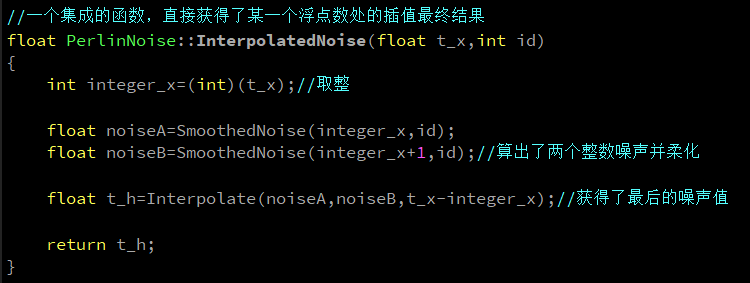 //一个集成的函数，直接获得了某一个浮点数处的插值最终结果
float PerlinNoise::InterpolatedNoise(float t_x,int id)
{
    int integer_x=(int)(t_x);//取整
    float noiseA=SmoothedNoise(integer_x,id);
    float noiseB=SmoothedNoise(integer_x+1,id);//算出了两个整数噪声并柔化
    float t_h=Interpolate(noiseA,noiseB,t_x-integer_x);//获得了最后的噪声值
    return t_h;
}